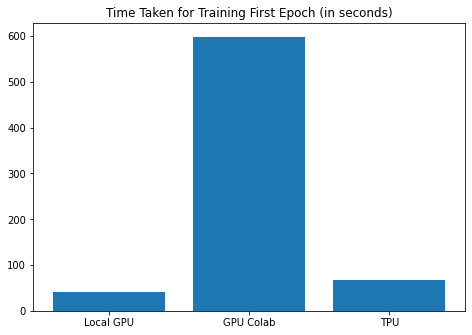 Time Taken for Training First Epoch (in seconds)
600
500
400
300
200
100
0
Local GPU
GPU Colab
TPU